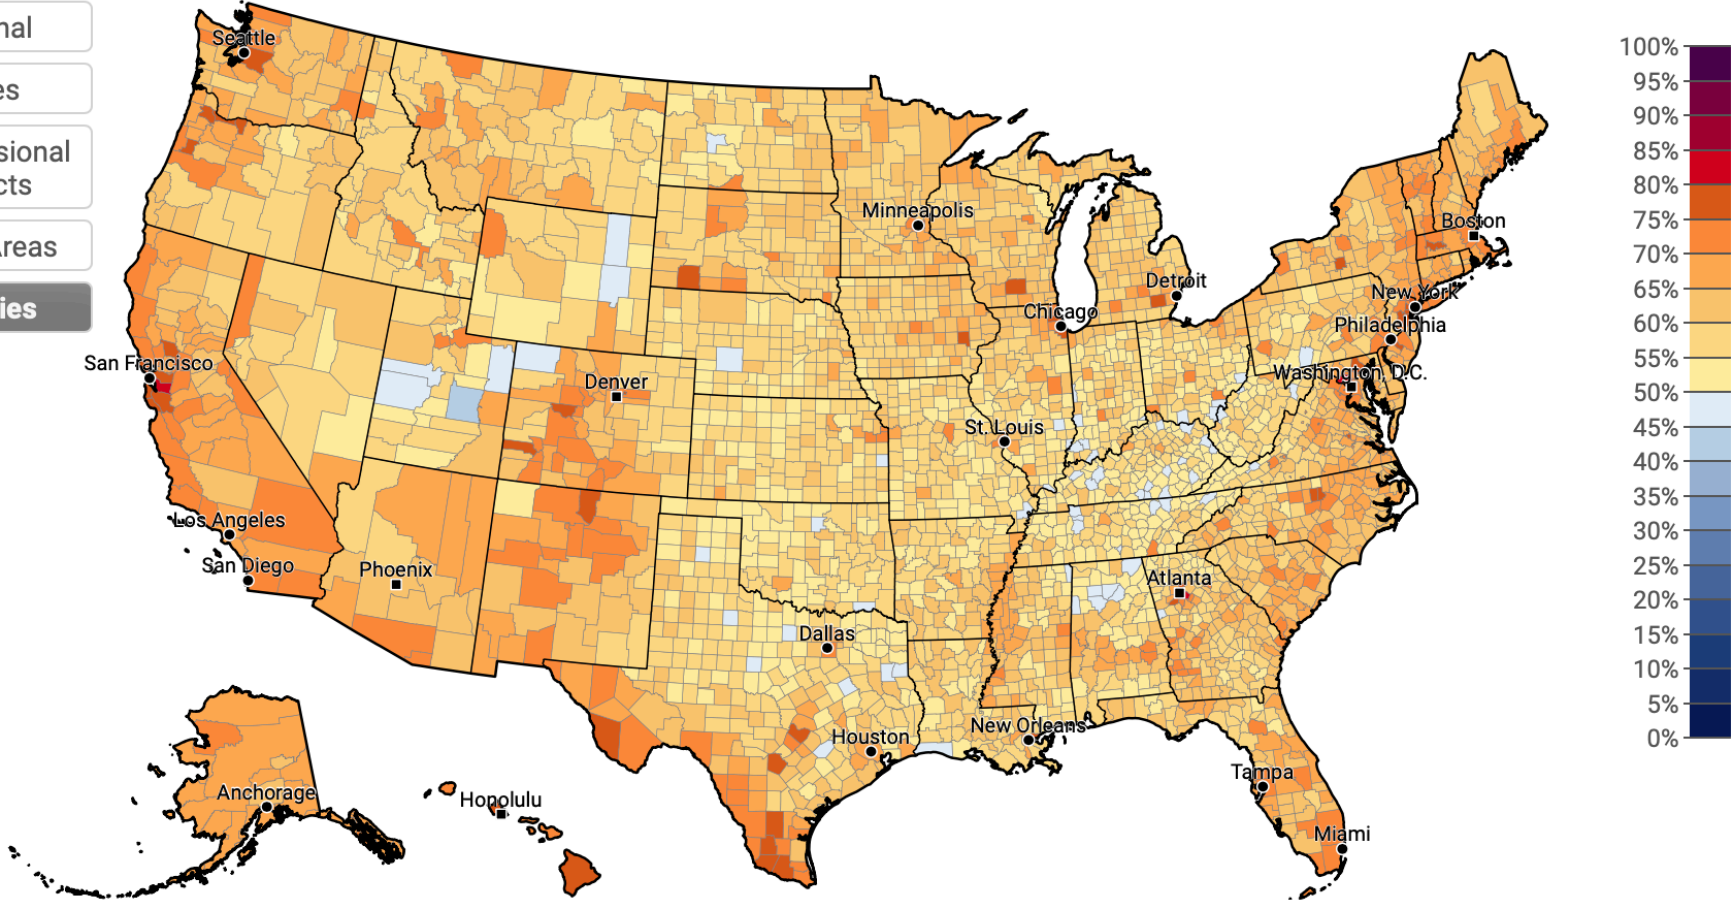 nal
es
sional
cts
Areas
ies
Seattle
Minneapolis
Boston
Detroit
New York
Chicago
Philadelphia
San Francisco
Denver
Washington, D.C.
St. Louis
Los Angeles
San Diego
Phoenix
Atlanta
Dallas
New Orleans
Houston
Tampa
Anchorage
Honolulu
Miami
100%
95%
90%
85%
80%
75%
70%
65%
60%
55%
50%
45%
40%
35%
30%
25%
20%
15%
10%
5%
0%